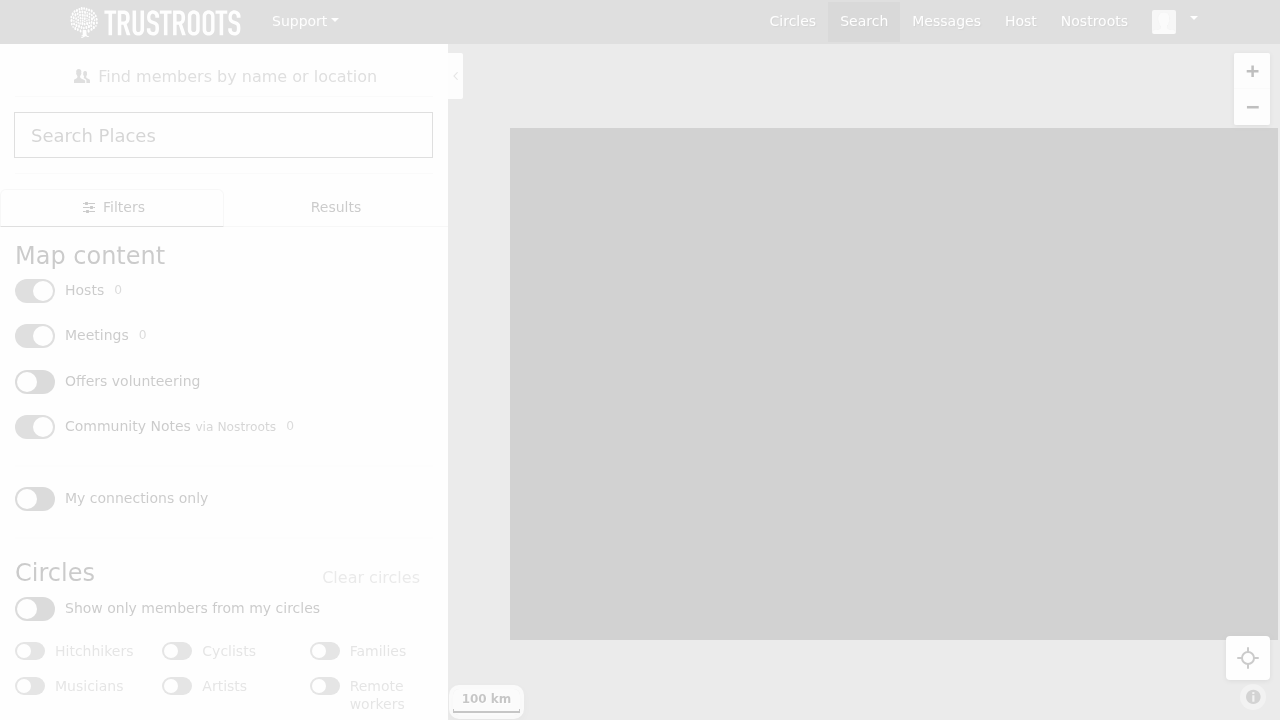 TRUSTROOTS
Support
Circles
Search
Messages
Host
Nostroots
Find members by name or location
Search Places
Filters
Results
Map content
Hosts 0
Meetings 0
Offers volunteering
Community Notes via Nostroots 0
My connections only
Circles
Clear circles
Show only members from my circles
Hitchhikers
Cyclists
Families
Musicians
Artists
Remote
workers
+
−
100 km